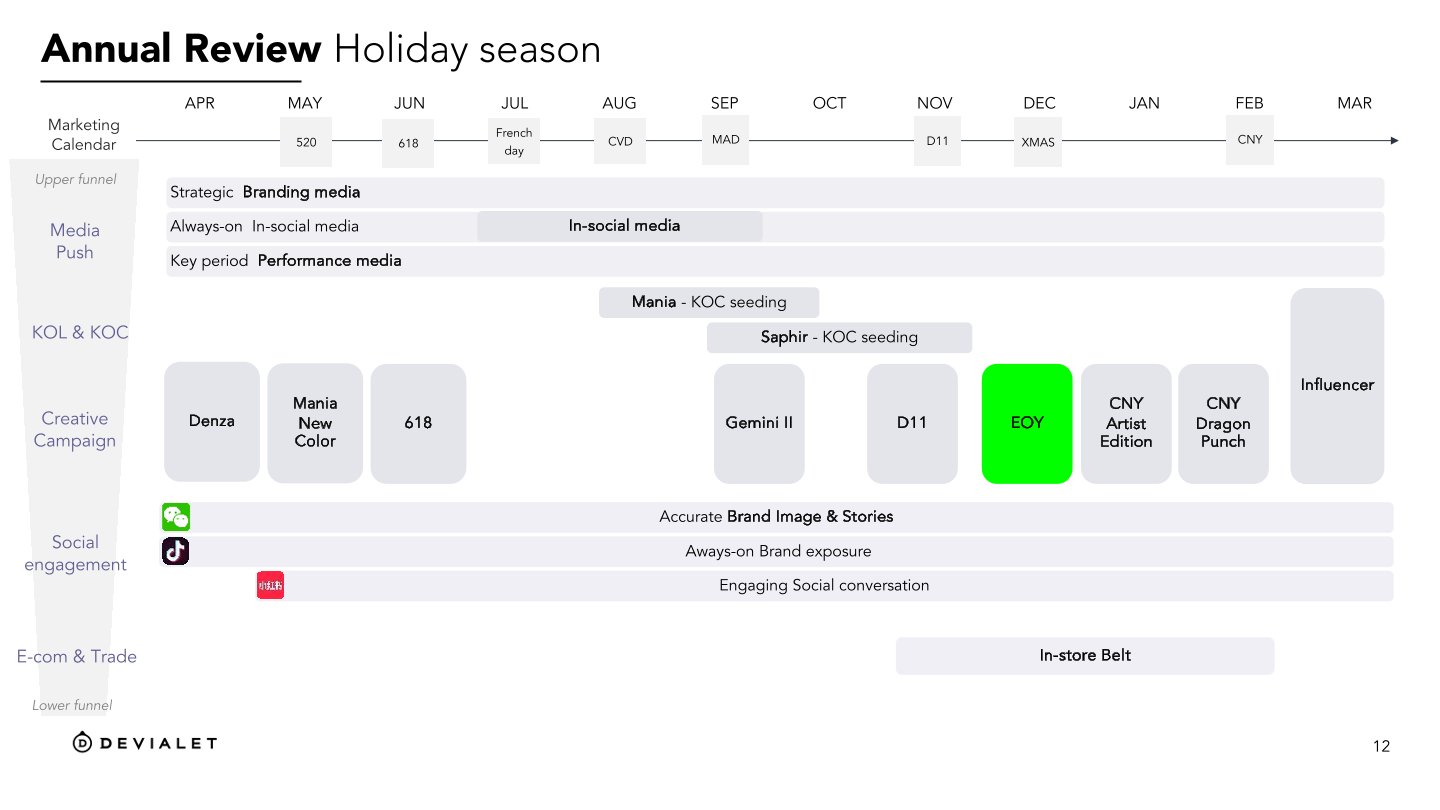 Annual Review Holiday season
APR MAY JUN JUL AUG SEP OCT NOV DEC JAN FEB MAR
Marketing
Calendar
520
618
French
day
CVD
MAD
D11
XMAS
CNY
Upper funnel
Media
Push
Strategic Branding media
Always-on In-social media
In-social media
Key period Performance media
KOL & KOC
Mania - KOC seeding
Saphir - KOC seeding
Creative
Campaign
Denza
Mania
New
Color
618
Gemini II
D11
EOY
CNY
Artist
Edition
CNY
Dragon
Punch
Influencer
Social
engagement
Accurate Brand Image & Stories
Aways-on Brand exposure
小红书
Engaging Social conversation
E-com & Trade
In-store Belt
Lower funnel
DEVIALET
12